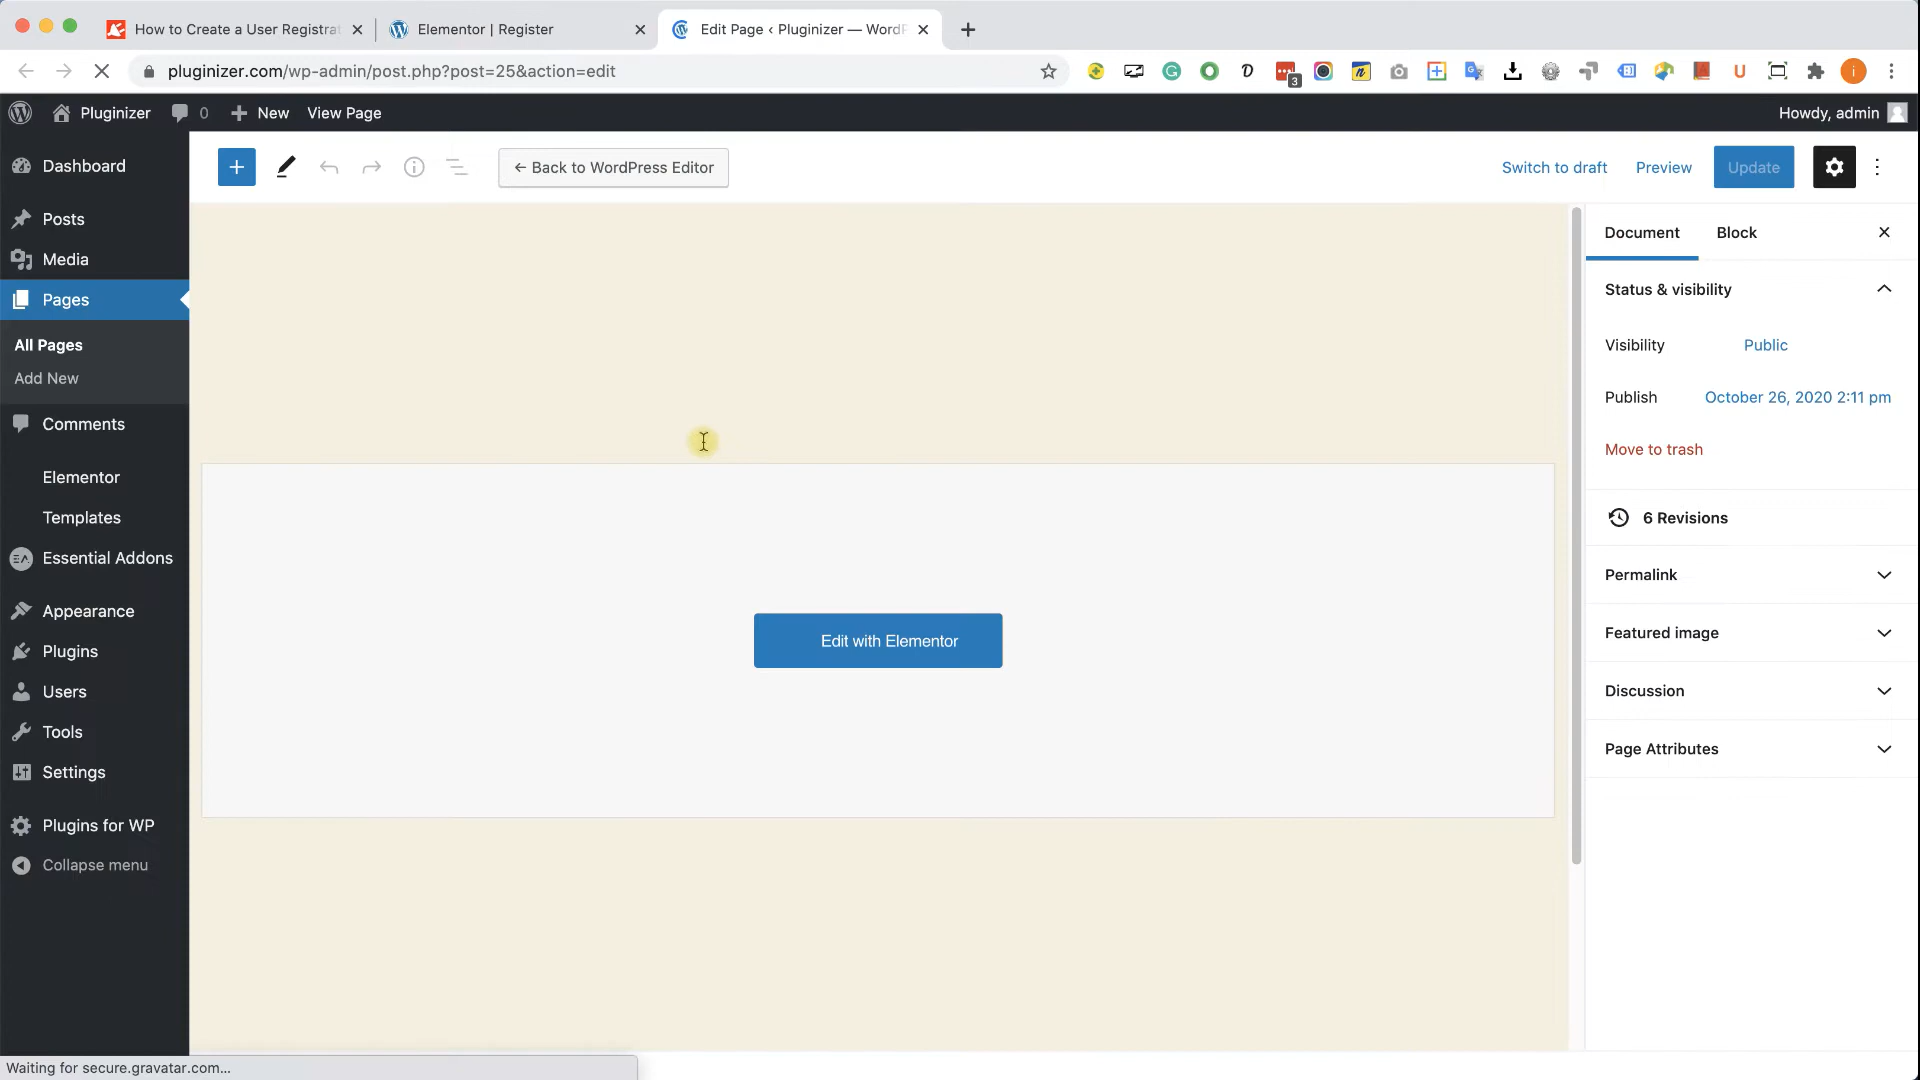 How to Create a User Registrat
Elementor | Register
Edit Page ‹ Pluginizer — WordP
pluginizer.com/wp-admin/post.php?post=25&action=edit
3
Pluginizer
0
New
View Page
Howdy, admin
Dashboard
Posts
Media
Pages
All Pages
Add New
Comments
Elementor
Templates
Essential Addons
Appearance
Plugins
Users
Tools
Settings
Plugins for WP
Collapse menu
← Back to WordPress Editor
Switch to draft
Preview
Update
Edit with Elementor
Document
Block
Status & visibility
Visibility
Public
Publish
October 26, 2020 2:11 pm
Move to trash
6 Revisions
Permalink
Featured image
Discussion
Page Attributes
Waiting for secure.gravatar.com...